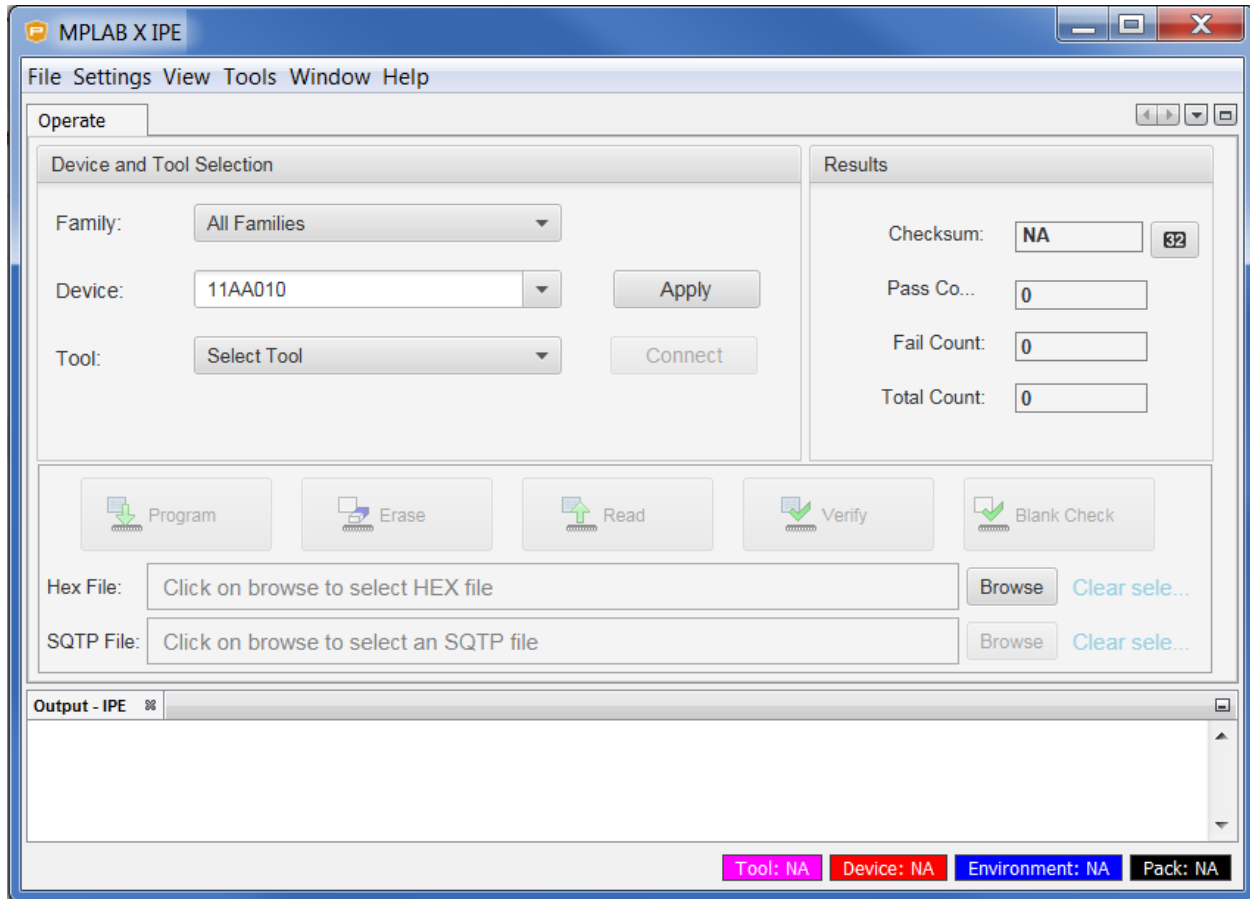 MPLAB X IPE
File Settings View Tools Window Help
Operate
Device and Tool Selection
Results
Family: All Families
Checksum: NA 32
Device: 11AA010 Apply
Pass Co... 0
Tool: Select Tool Connect
Fail Count: 0
Total Count: 0
Program Erase Read Verify Blank Check
Hex File: Click on browse to select HEX file Browse Clear sele...
SQTP File: Click on browse to select an SQTP file Browse Clear sele...
Output - IPE
Tool: NA Device: NA Environment: NA Pack: NA